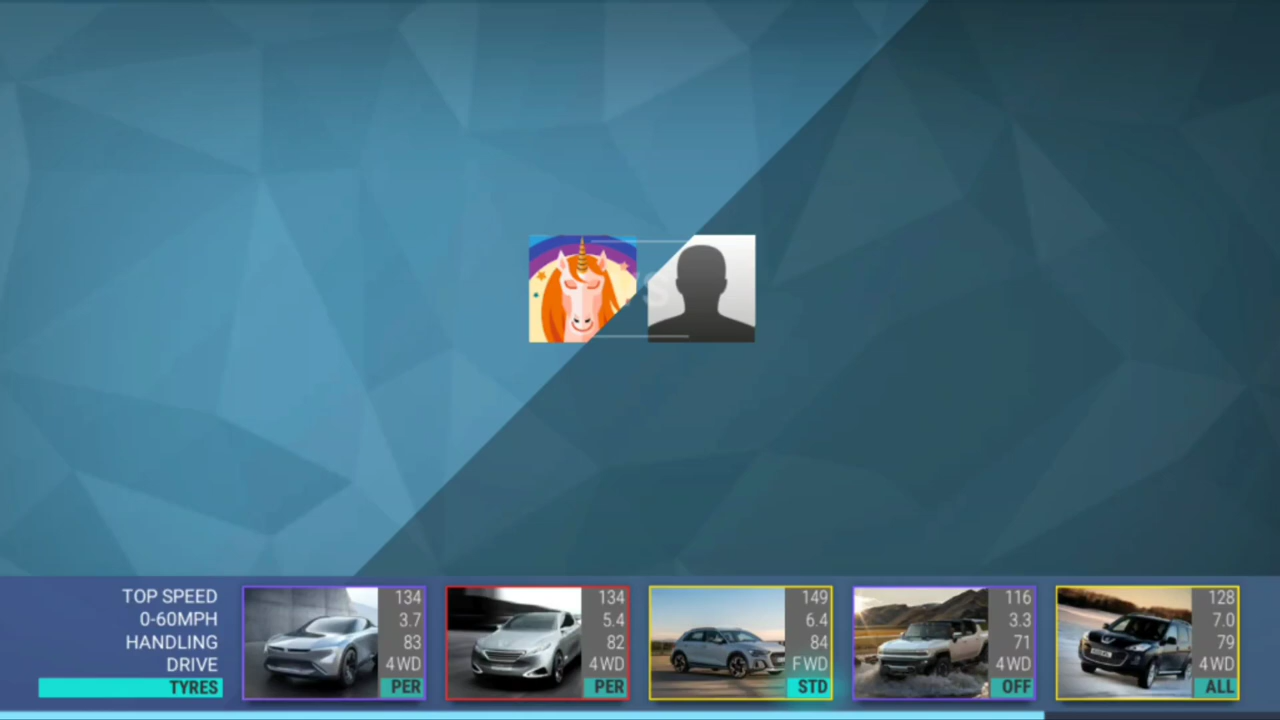 TOP SPEED
0-60MPH
HANDLING
DRIVE
TYRES
134
3.7
83
4WD
PER
134
5.4
82
4WD
PER
149
6.4
84
FWD
STD
116
3.3
71
4WD
OFF
128
7.0
79
4WD
ALL